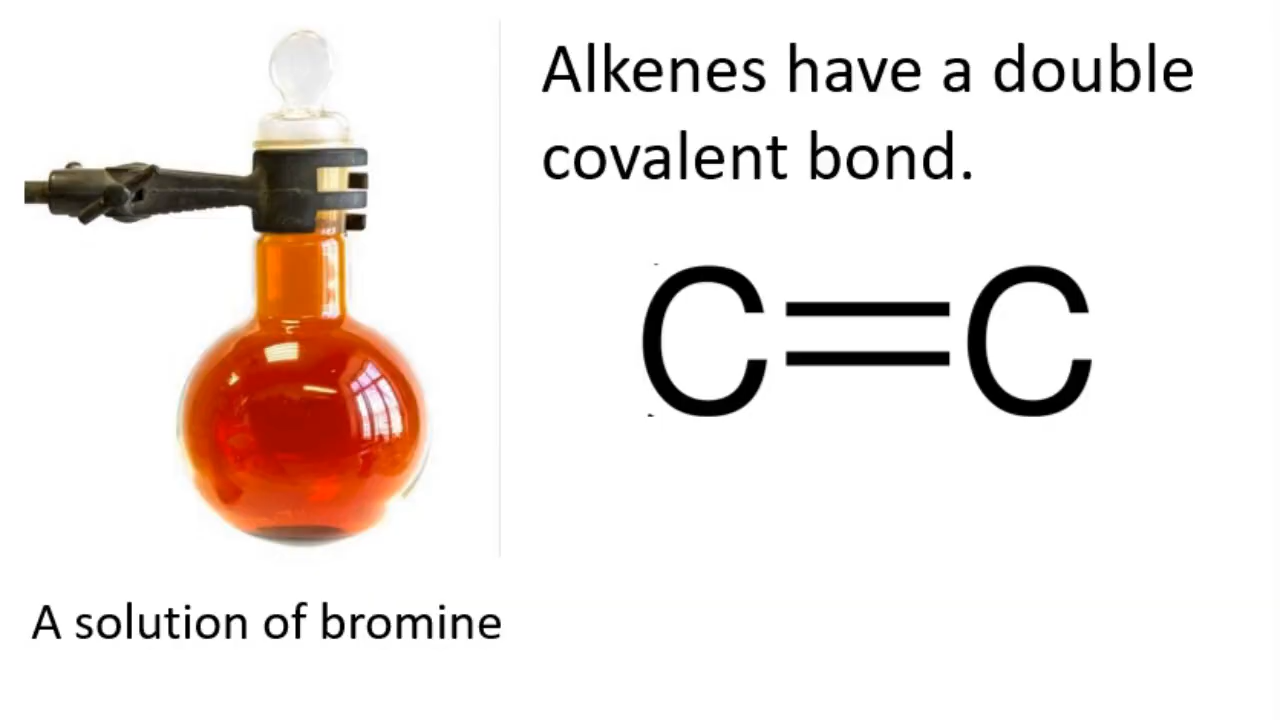 Alkenes have a double
covalent bond.
C=C
A solution of bromine